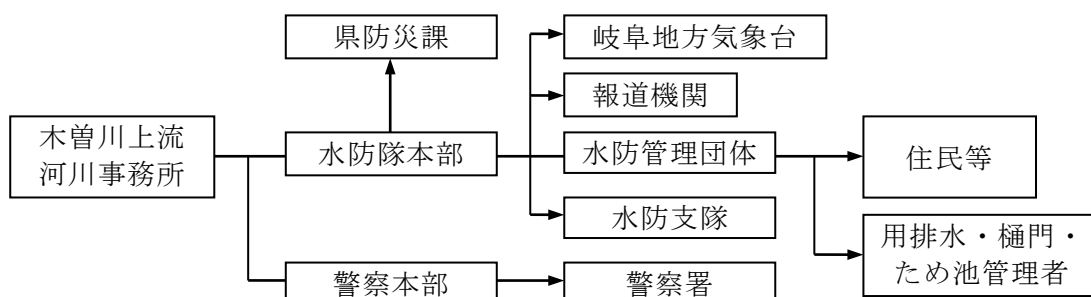 県防災課
岐阜地方気象台
報道機関
木曽川上流
河川事務所
水防隊本部
水防管理団体
住民等
水防支隊
用排水・樋門・
ため池管理者
警察本部
警察署